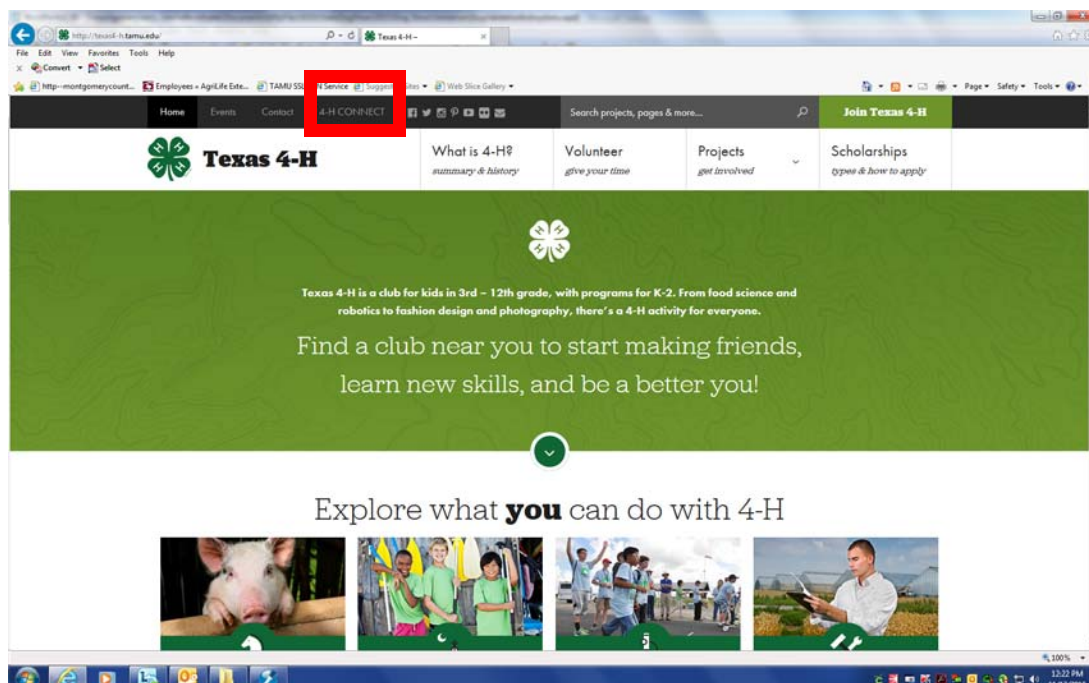 http://texas4-h.tamu.edu/
Texas 4-H -
File Edit View Favorites Tools Help
Convert Select
http--montgomerycount... Employees « AgriLife Exte... TAMU Service Web Slice Gallery
Page Safety Tools
Home Events Contact 4-H CONNECT
Search projects, pages & more...
Join Texas 4-H
Texas 4-H
What is 4-H?
summary & history
Volunteer
give your time
Projects
get involved
Scholarships
types & how to apply
Texas 4-H is a club for kids in 3rd – 12th grade, with programs for K-2. From food science and
robotics to fashion design and photography, there's a 4-H activity for everyone.
Find a club near you to start making friends,
learn new skills, and be a better you!
Explore what you can do with 4-H
100%
12:22 PM